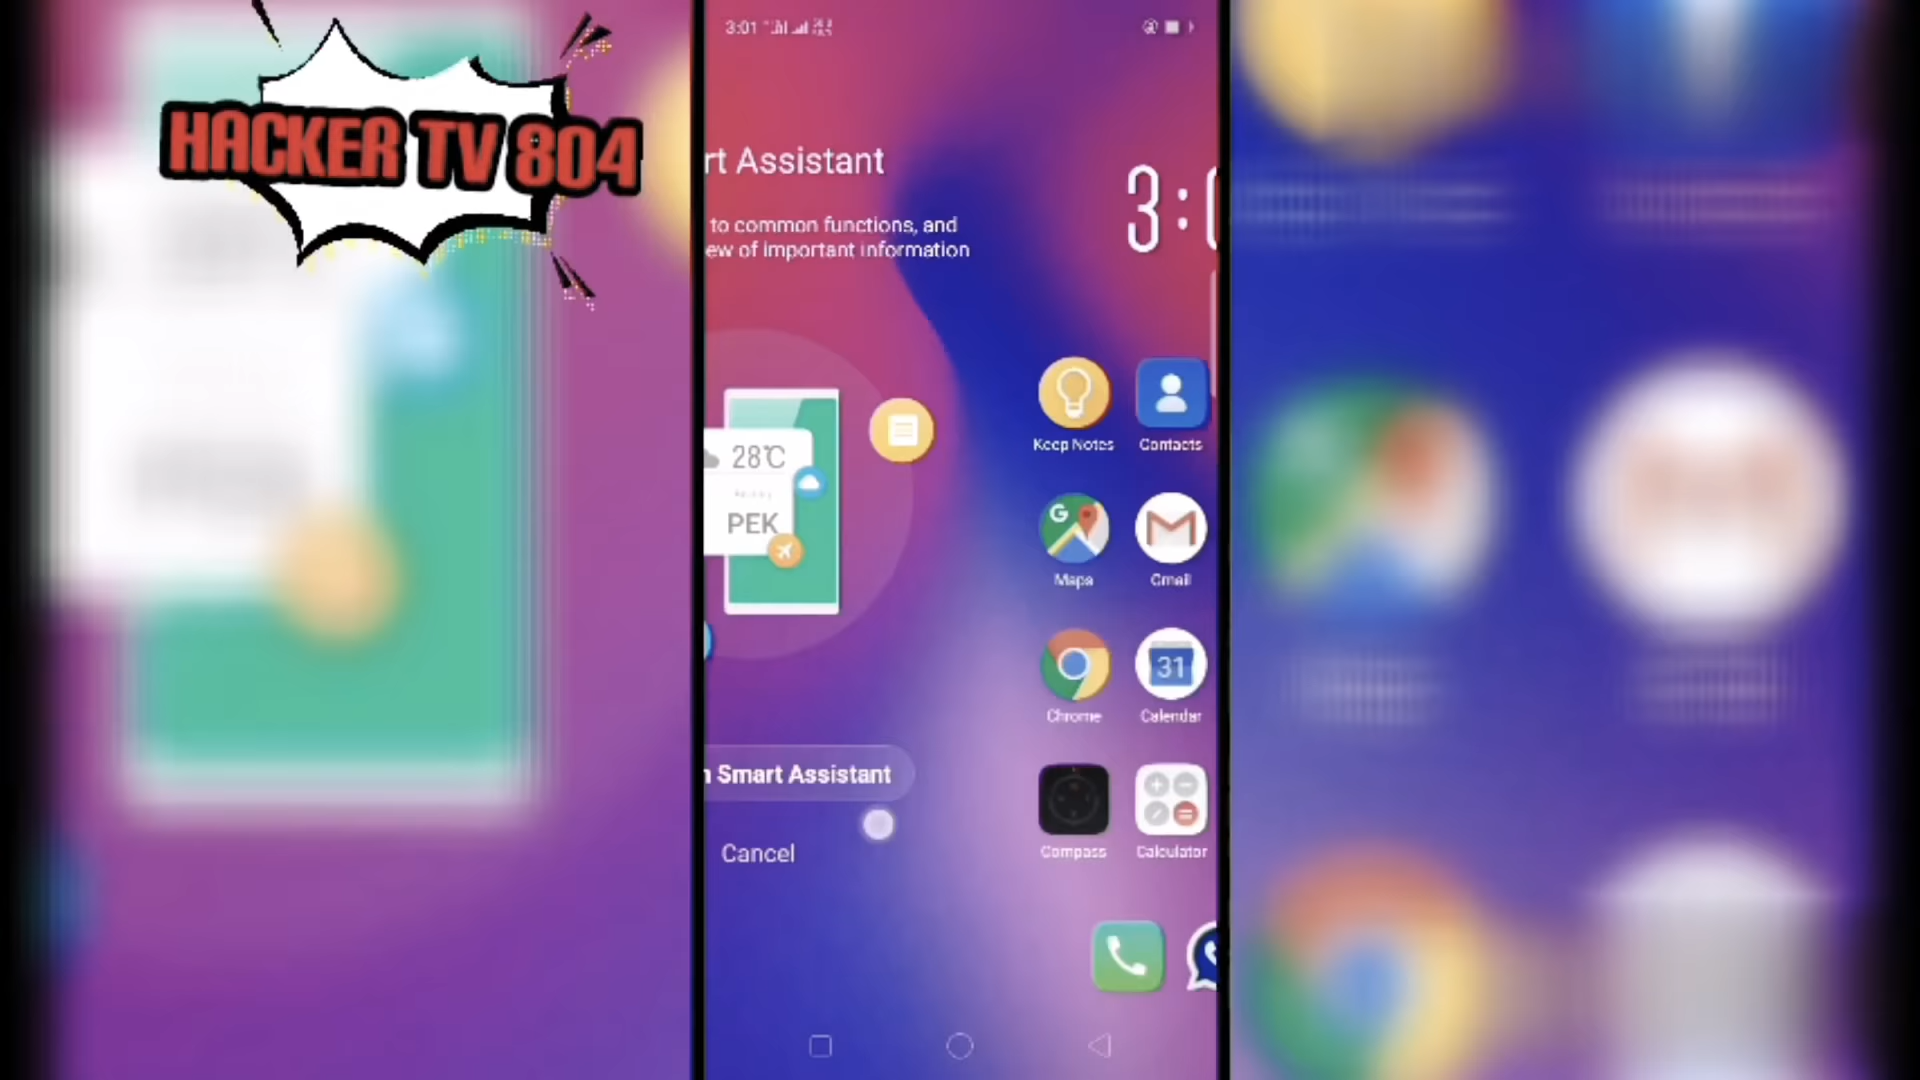 HACKER TV 804
3:01
rt Assistant
to common functions, and
ew of important information
3:0
28℃
PEK
Keep Notes
Contacts
G
Maps
Gmail
Chrome
31
Calendar
Compass
Calculator
n Smart Assistant
Cancel